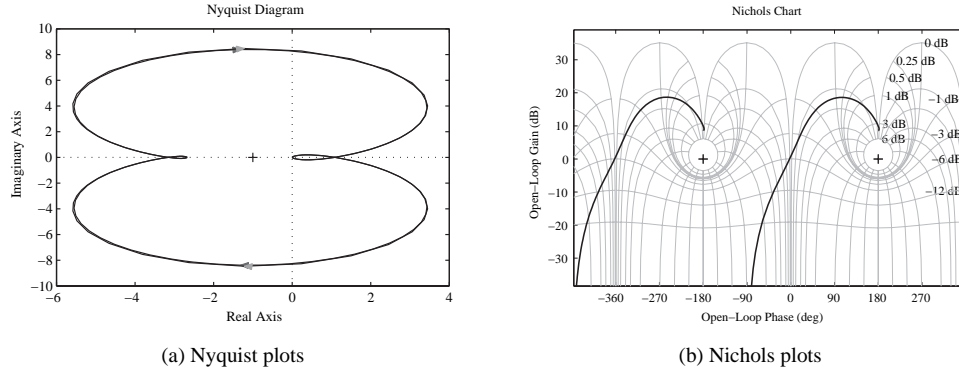 Nyquist Diagram
Imaginary Axis
10
8
6
4
2
0
−2
−4
−6
−8
−10
−6
−4
−2
0
2
4
Real Axis
(a) Nyquist plots
Nichols Chart
Open−Loop Gain (dB)
30
20
10
0
−10
−20
−30
0 dB
0.25 dB
0.5 dB
1 dB
−1 dB
3 dB
−3 dB
6 dB
−6 dB
−12 dB
−360
−270
−180
−90
0
90
180
270
Open−Loop Phase (deg)
(b) Nichols plots